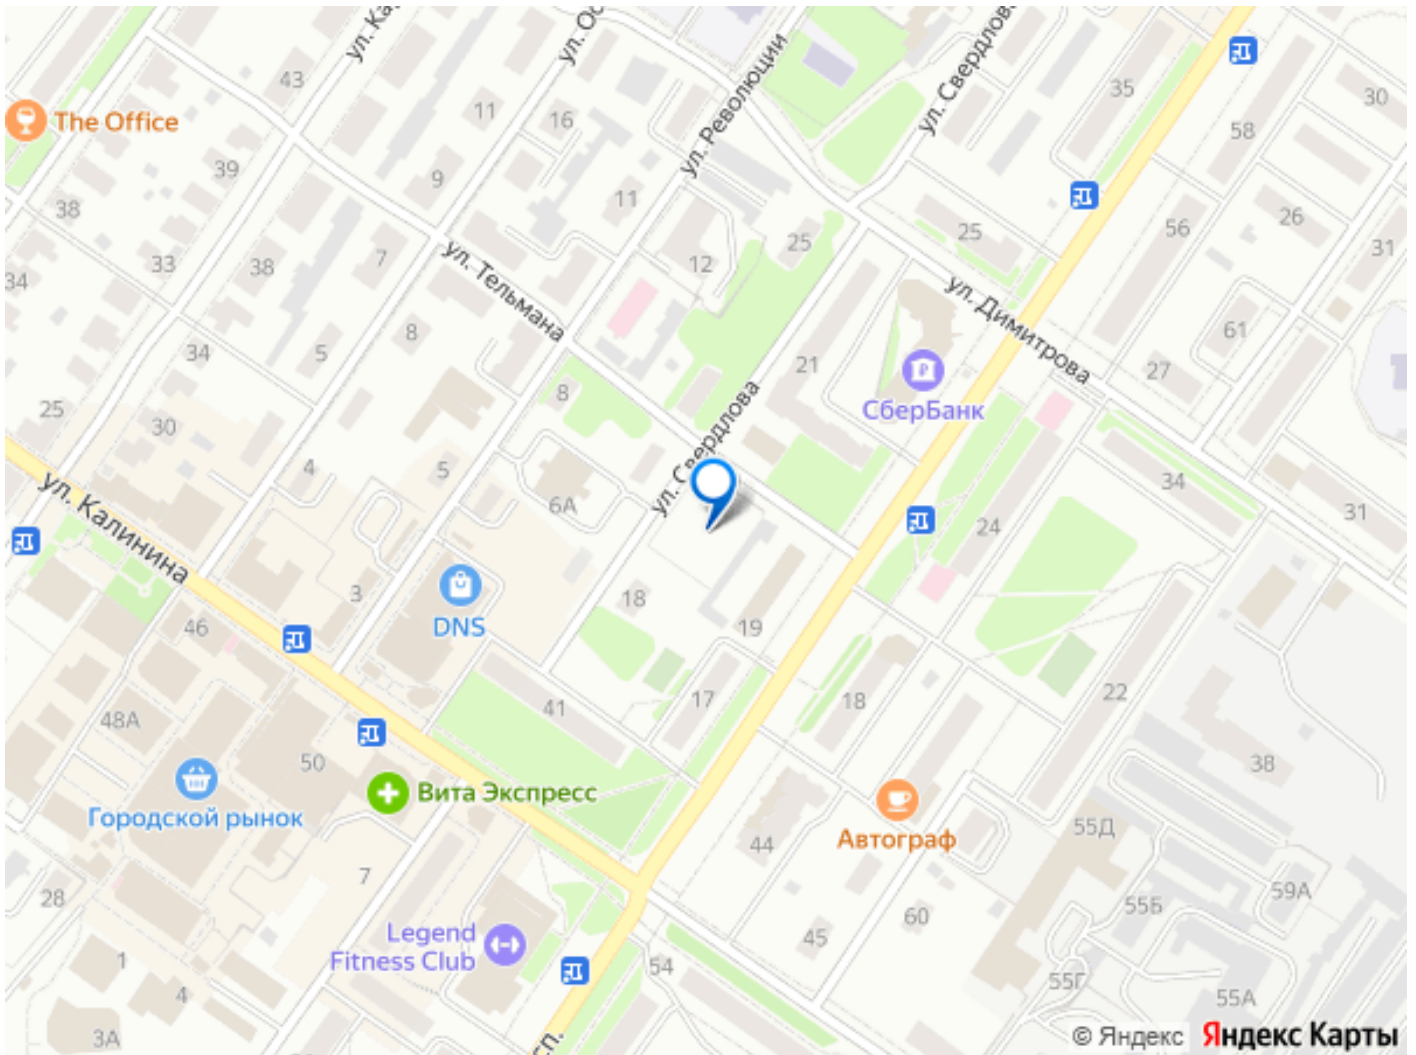 ул. Ка
ул. Ос
ул. Революции
ул. Свердлов
43
35
30
The Office
11
16
58
39
9
11
38
25
25
56
26
31
33
38
7
12
34
ул. Тельмана
ул. Димитрова
61
34
5
8
21
27
СберБанк
25
30
8
ул. Свердлова
4
5
6А
34
24
31
ул. Калинина
3
18
DNS
19
46
41
17
18
22
48А
50
38
Вита Экспресс
Городской рынок
44
Автограф
55Д
7
59А
28
55Б
60
Legend
Fitness Club
45
1
54
4
55Г
55А
3А
сп.
© Яндекс
Яндекс Карты